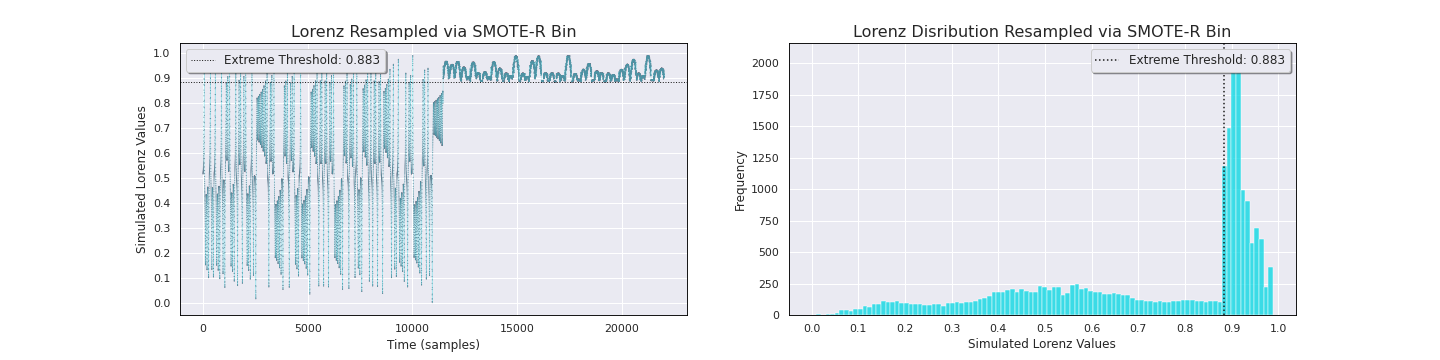 Lorenz Resampled via SMOTE-R Bin
Extreme Threshold: 0.883
Simulated Lorenz Values
1.0
0.9
0.8
0.7
0.6
0.5
0.4
0.3
0.2
0.1
0.0
0 5000 10000 15000 20000
Time (samples)
Lorenz Disribution Resampled via SMOTE-R Bin
Extreme Threshold: 0.883
Frequency
2000
1750
1500
1250
1000
750
500
250
0
0.0 0.1 0.2 0.3 0.4 0.5 0.6 0.7 0.8 0.9 1.0
Simulated Lorenz Values